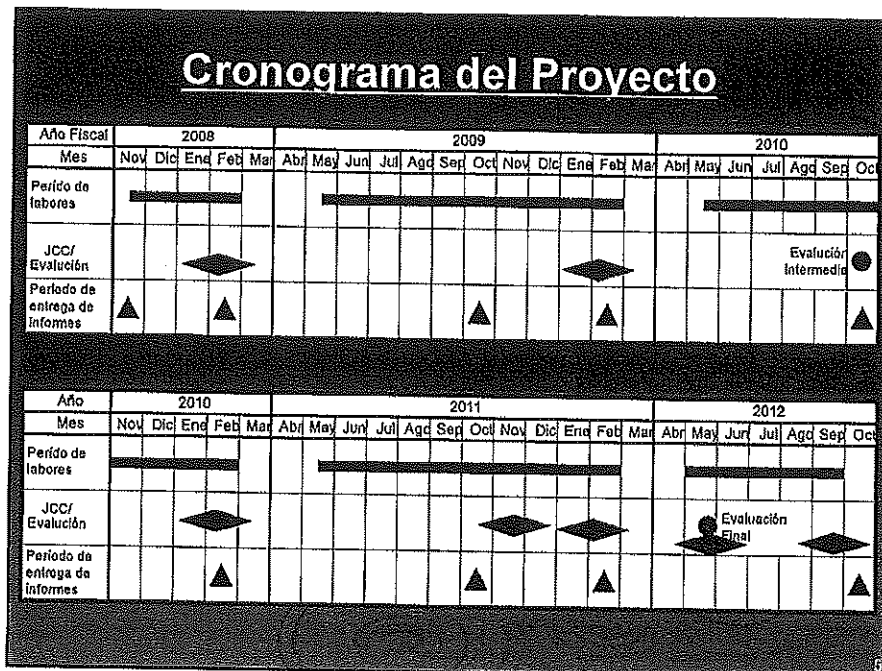 Cronograma del Proyecto
Año Fiscal 2008 2009 2010
Mes Nov Dic Ene Feb Mar Abr May Jun Jul Ago Sep Oct Nov Dic Ene Feb Mar Abr May Jun Jul Ago Sep Oct
Perído de
labores
JCC/
Evalución
Evalución
Intermedia
Período de
entrega de
informes
Año 2010 2011 2012
Mes Nov Dic Ene Feb Mar Abr May Jun Jul Ago Sep Oct Nov Dic Ene Feb Mar Abr May Jun Jul Ago Sep Oct
Perído de
labores
JCC/
Evalución
Evaluación
Final
Período de
entroga de
informes